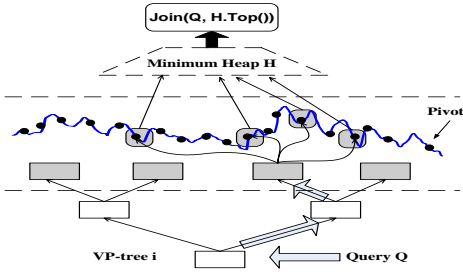 Join(Q, H.Top())
Minimum Heap H
Pivot
VP-tree i
Query Q